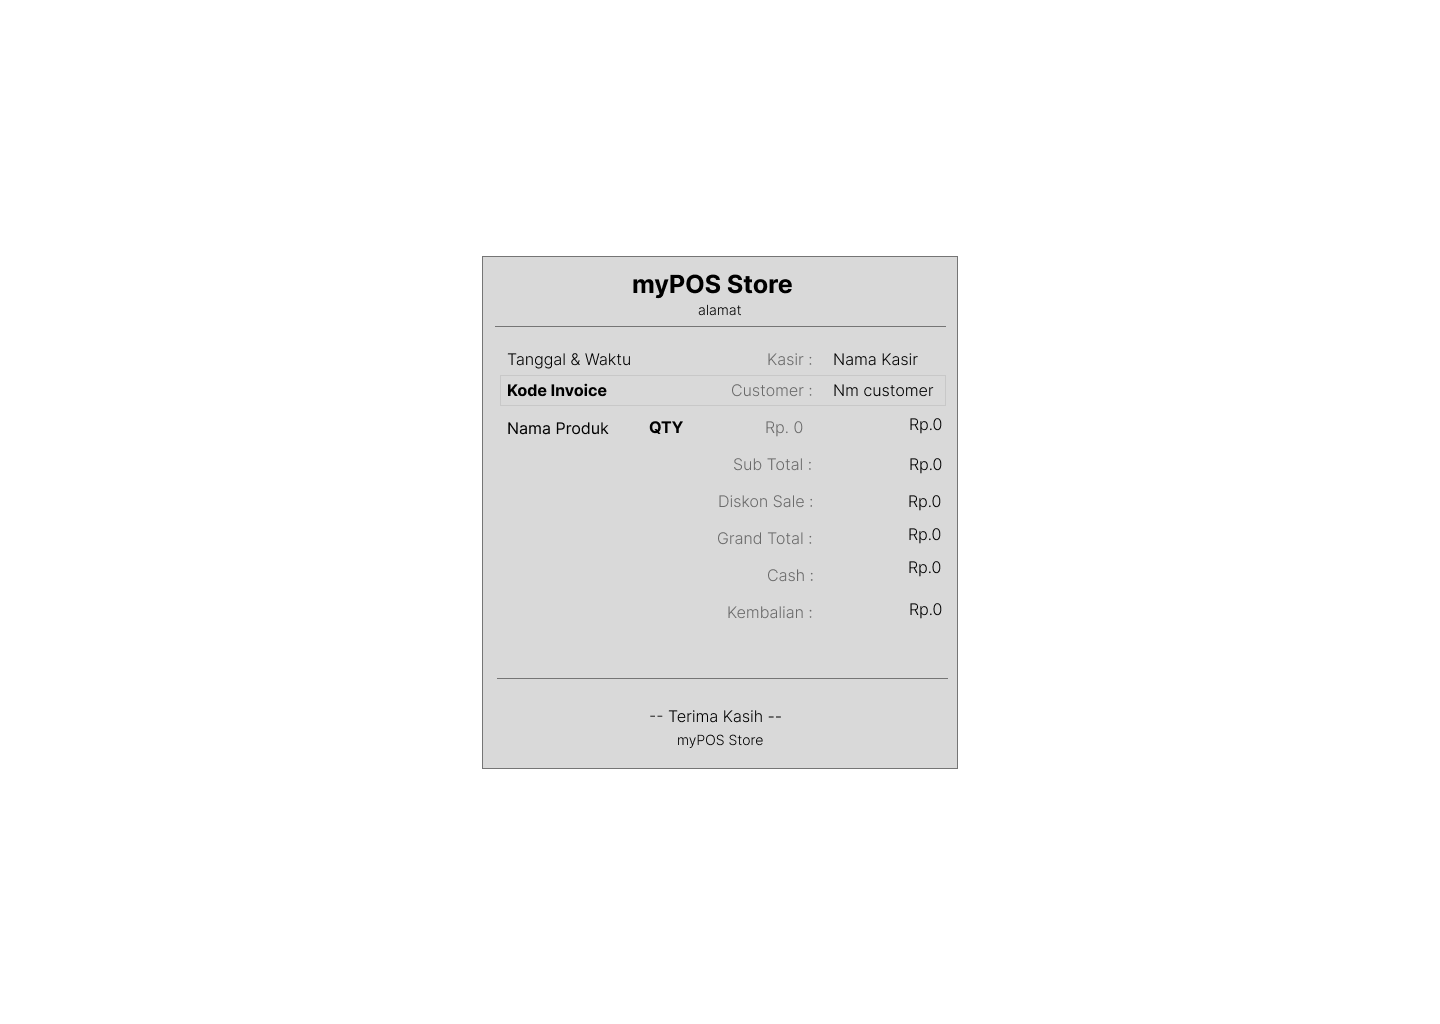 myPOS Store
alamat
Tanggal & Waktu Kasir : Nama Kasir
Kode Invoice Customer : Nm customer
Nama Produk QTY Rp. 0 Rp.0
Sub Total : Rp.0
Diskon Sale : Rp.0
Grand Total : Rp.0
Cash : Rp.0
Kembalian : Rp.0
-- Terima Kasih --
myPOS Store